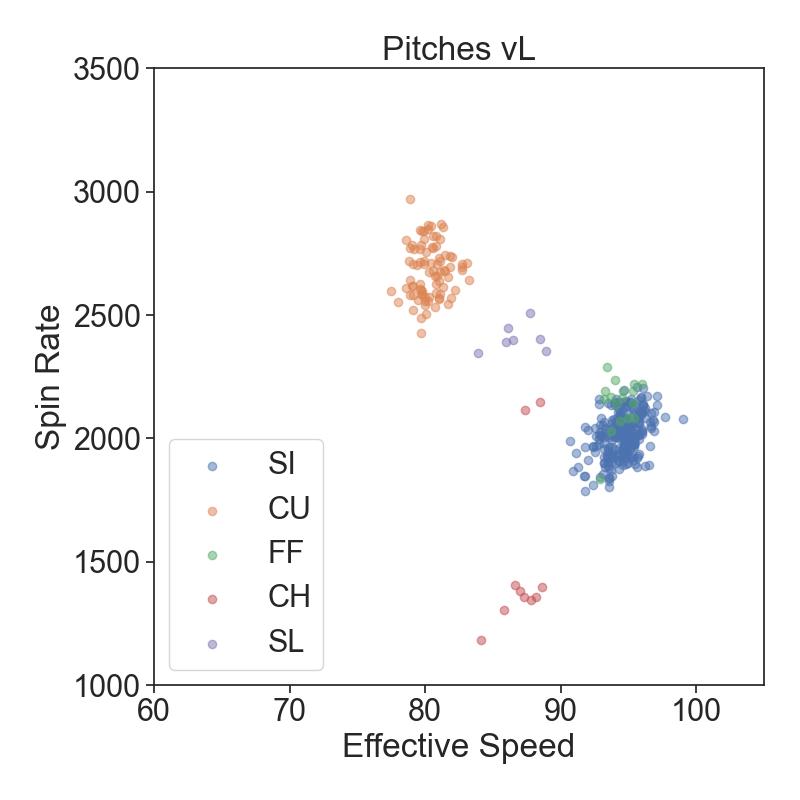 Pitches vL
3500
3000
2500
2000
1500
1000
Spin Rate
SI
CU
FF
CH
SL
60 70 80 90 100
Effective Speed